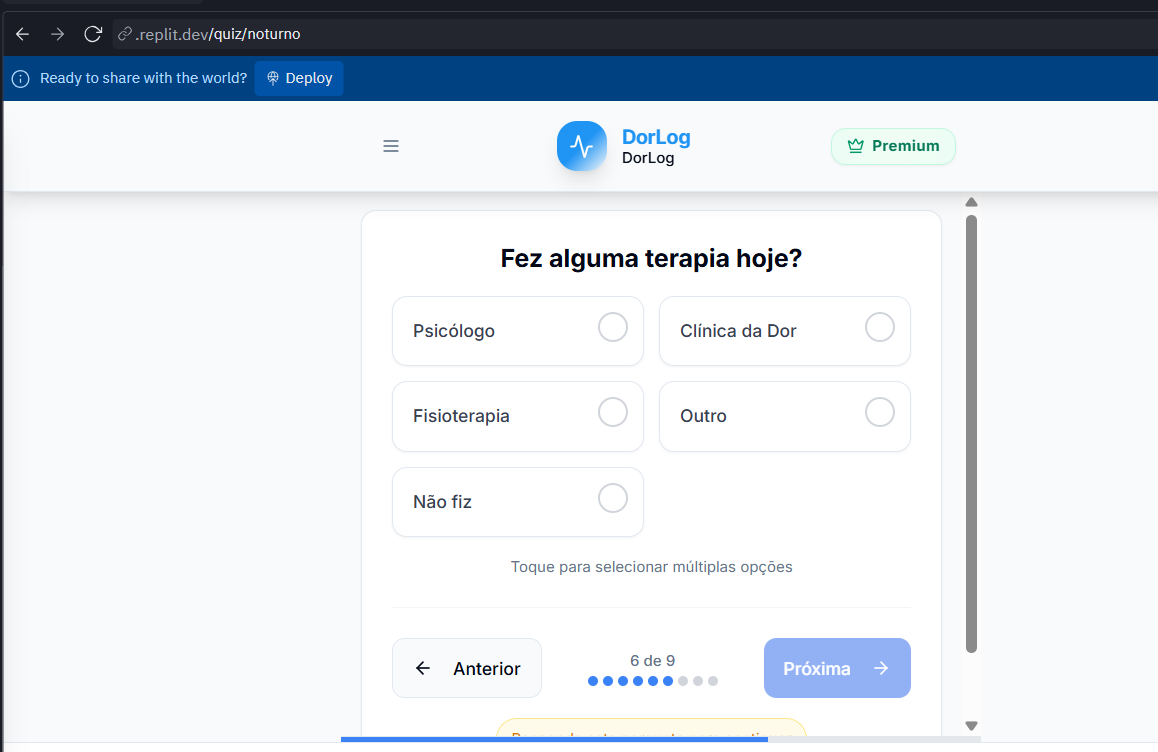 .replit.dev/quiz/noturno
Ready to share with the world? Deploy
DorLog
DorLog
Premium
Fez alguma terapia hoje?
Psicólogo
Clínica da Dor
Fisioterapia
Outro
Não fiz
Toque para selecionar múltiplas opções
Anterior
6 de 9
Próxima